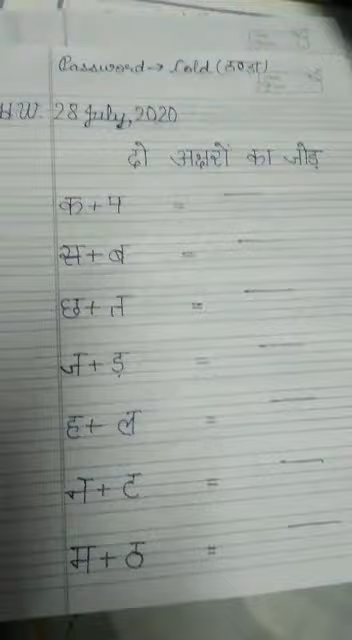 Password → Cold (ठण्डा)
H.W. 28 July, 2020
दो अक्षरों का जोड़
क + प =
स + ब =
छ + त =
ज + ड़ =
ह + ल =
न + ट =
म + ठ =